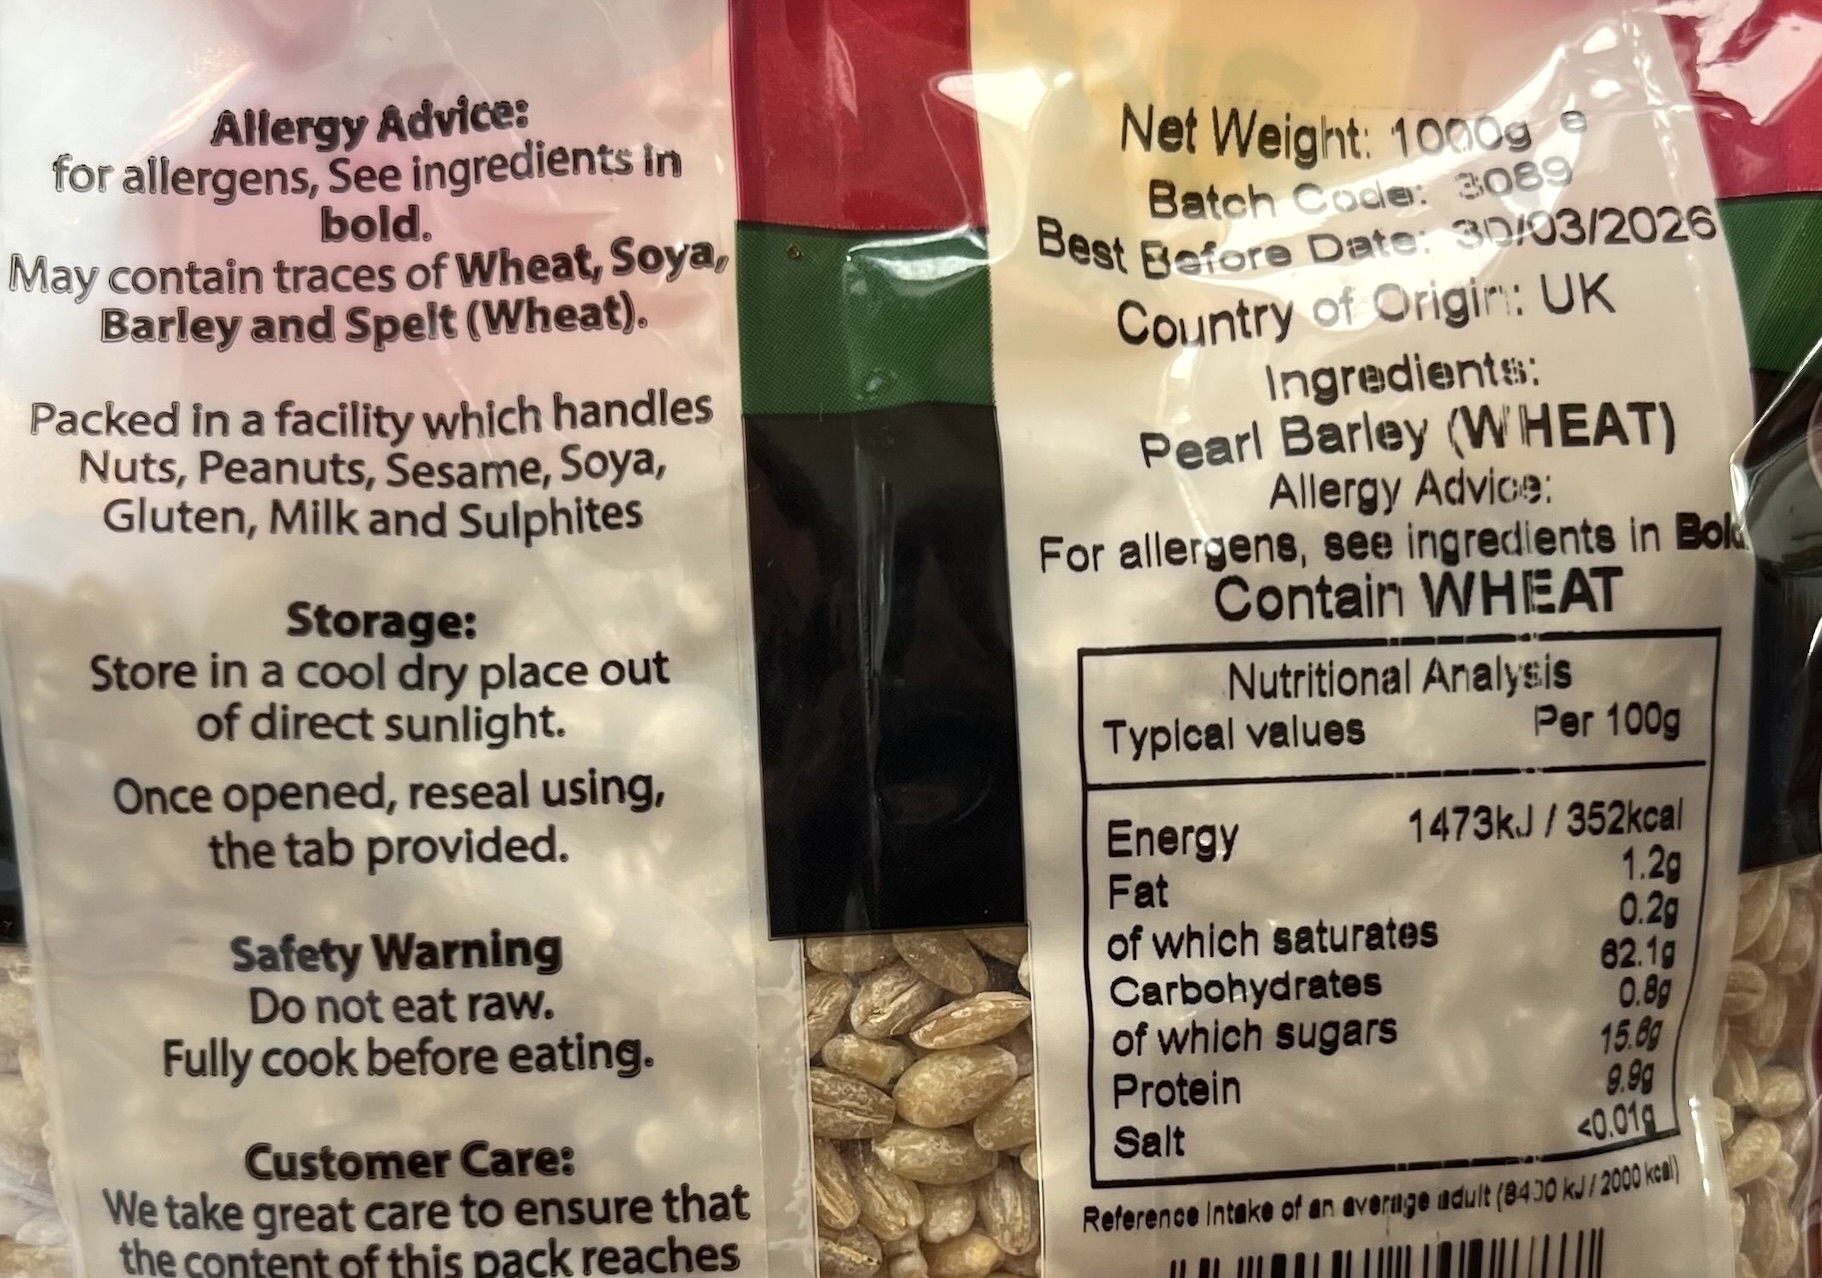 Allergy Advice:
for allergens, See ingredients in
bold.
May contain traces of Wheat, Soya,
Barley and Spelt (Wheat).
Packed in a facility which handles
Nuts, Peanuts, Sesame, Soya,
Gluten, Milk and Sulphites
Storage:
Store in a cool dry place out
of direct sunlight.
Once opened, reseal using,
the tab provided.
Safety Warning
Do not eat raw.
Fully cook before eating.
Customer Care:
We take great care to ensure that
the content of this pack reaches
Net Weight: 1000g e
Batch Code: 3089
Best Before Date: 30/03/2026
Country of Origin: UK
Ingredients:
Pearl Barley (WHEAT)
Allergy Advice:
For allergens, see ingredients in Bold
Contain WHEAT
Nutritional Analysis
Typical values Per 100g
Energy 1473kJ / 352kcal
Fat 1.2g
of which saturates 0.2g
Carbohydrates 62.1g
of which sugars 0.8g
15.6g
Protein 9.9g
Salt <0.01g
Reference Intake of an average adult (8400 kJ / 2000 kcal)